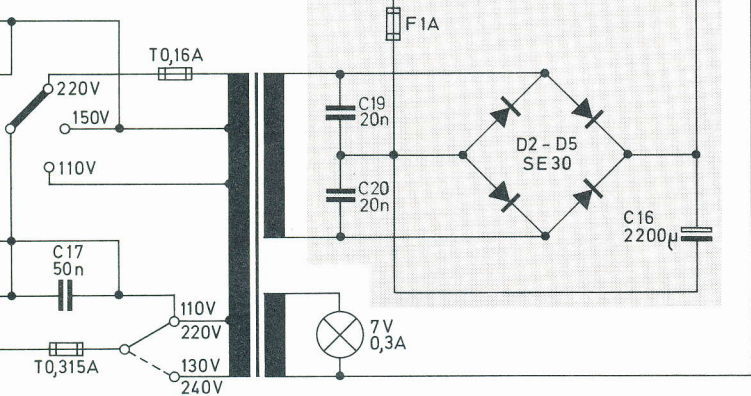 F1A
T0,16A
220V
150V
110V
C19
20n
C20
20n
D2-D5
SE30
C16
2200µ
C17
50n
110V
220V
T0,315A
130V
240V
7V
0,3A